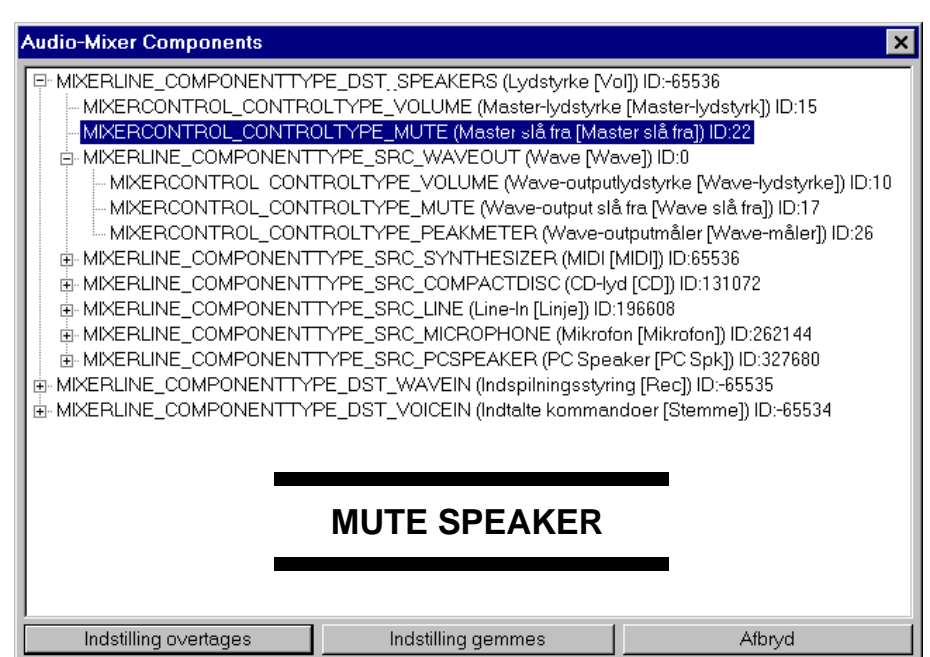 Audio-Mixer Components
MIXERLINE_COMPONENTTYPE_DST_SPEAKERS (Lydstyrke [Vol]) ID:-65536
MIXERCONTROL_CONTROLTYPE_VOLUME (Master-lydstyrke [Master-lydstyrk]) ID:15
MIXERCONTROL_CONTROLTYPE_MUTE (Master slå fra [Master slå fra]) ID:22
MIXERLINE_COMPONENTTYPE_SRC_WAVEOUT (Wave [Wave]) ID:0
MIXERCONTROL_CONTROLTYPE_VOLUME (Wave-outputlydstyrke [Wave-lydstyrke]) ID:10
MIXERCONTROL_CONTROLTYPE_MUTE (Wave-output slå fra [Wave slå fra]) ID:17
MIXERCONTROL_CONTROLTYPE_PEAKMETER (Wave-outputmåler [Wave-måler]) ID:26
MIXERLINE_COMPONENTTYPE_SRC_SYNTHESIZER (MIDI [MIDI]) ID:65536
MIXERLINE_COMPONENTTYPE_SRC_COMPACTDISC (CD-lyd [CD]) ID:131072
MIXERLINE_COMPONENTTYPE_SRC_LINE (Line-In [Linje]) ID:196608
MIXERLINE_COMPONENTTYPE_SRC_MICROPHONE (Mikrofon [Mikrofon]) ID:262144
MIXERLINE_COMPONENTTYPE_SRC_PCSPEAKER (PC Speaker [PC Spk]) ID:327680
MIXERLINE_COMPONENTTYPE_DST_WAVEIN (Indspilningsstyring [Rec]) ID:-65535
MIXERLINE_COMPONENTTYPE_DST_VOICEIN (Indtalte kommandoer [Stemme]) ID:-65534
MUTE SPEAKER
Indstilling overtages
Indstilling gemmes
Afbryd